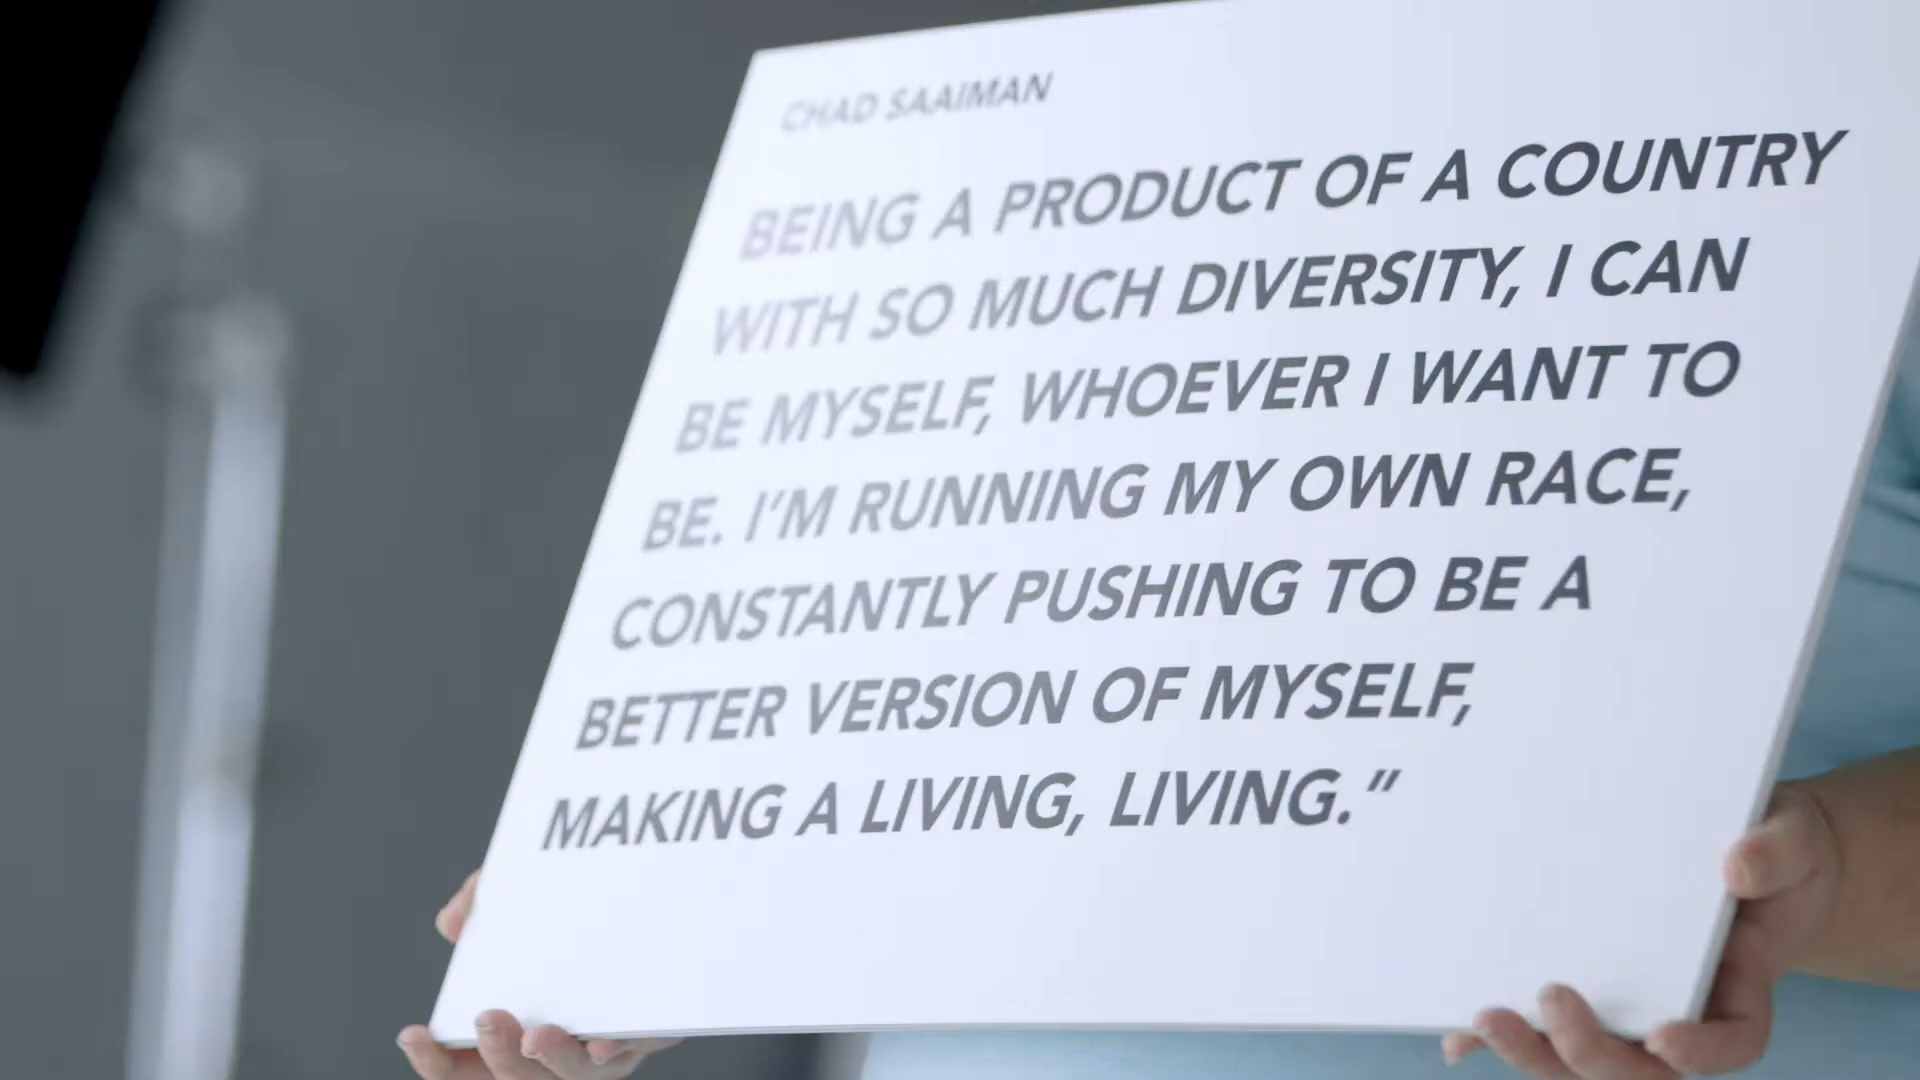 CHAD SAAIMAN
BEING A PRODUCT OF A COUNTRY
WITH SO MUCH DIVERSITY, I CAN
BE MYSELF, WHOEVER I WANT TO
BE. I’M RUNNING MY OWN RACE,
CONSTANTLY PUSHING TO BE A
BETTER VERSION OF MYSELF,
MAKING A LIVING, LIVING.”